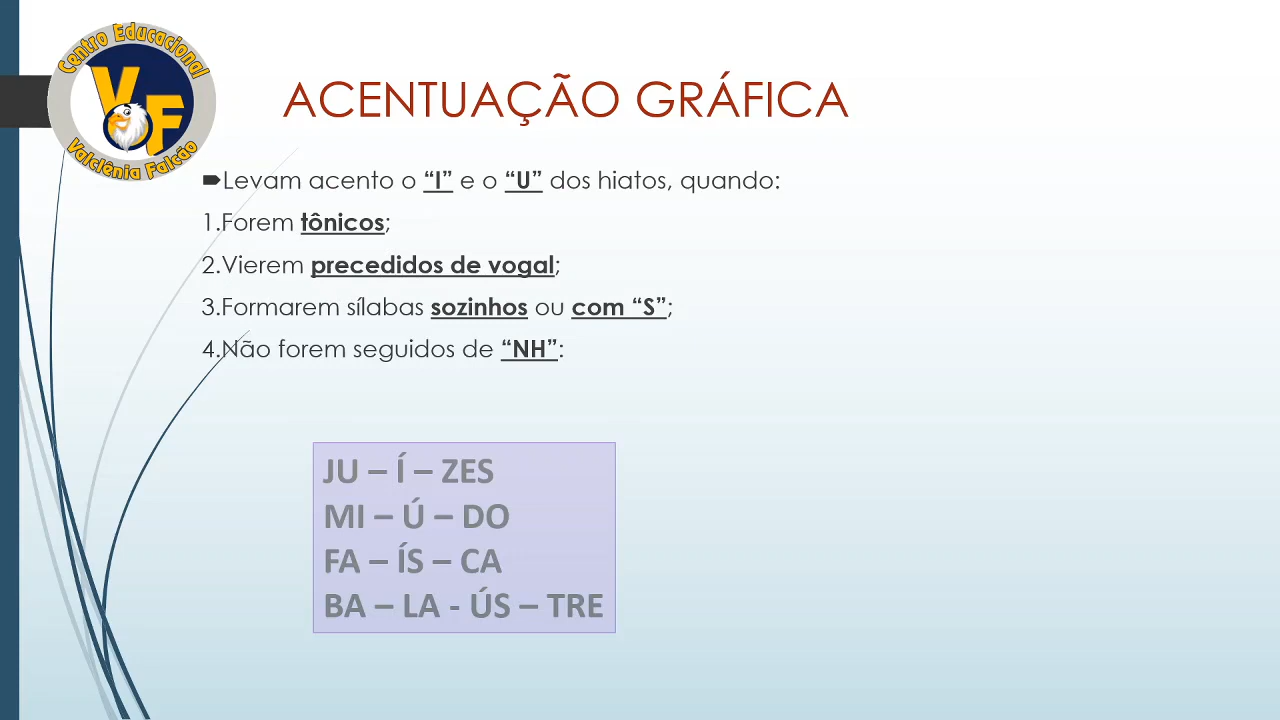 Centro Educacional
VF
Valclênia Falcão
ACENTUAÇÃO GRÁFICA
Levam acento o “I” e o “U” dos hiatos, quando:
1.Forem tônicos;
2.Vierem precedidos de vogal;
3.Formarem sílabas sozinhos ou com “S”;
4.Não forem seguidos de “NH”:
JU – Í – ZES
MI – Ú – DO
FA – ÍS – CA
BA – LA - ÚS – TRE